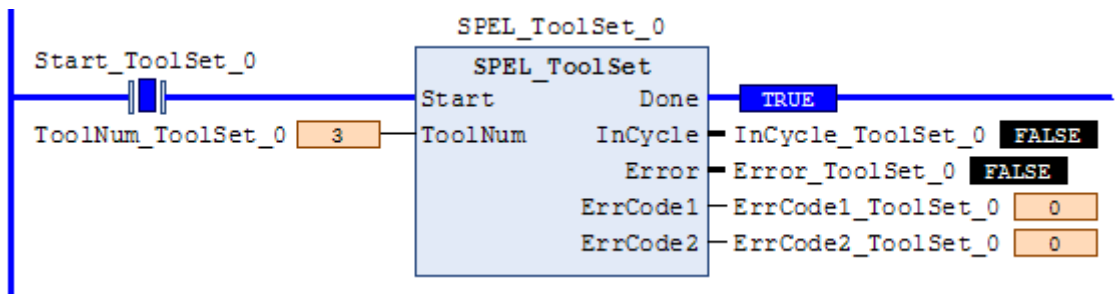 SPEL_ToolSet_0
Start_ToolSet_0
SPEL_ToolSet
Start Done TRUE
ToolNum_ToolSet_0 3 ToolNum InCycle InCycle_ToolSet_0 FALSE
Error Error_ToolSet_0 FALSE
ErrCode1 ErrCode1_ToolSet_0 0
ErrCode2 ErrCode2_ToolSet_0 0